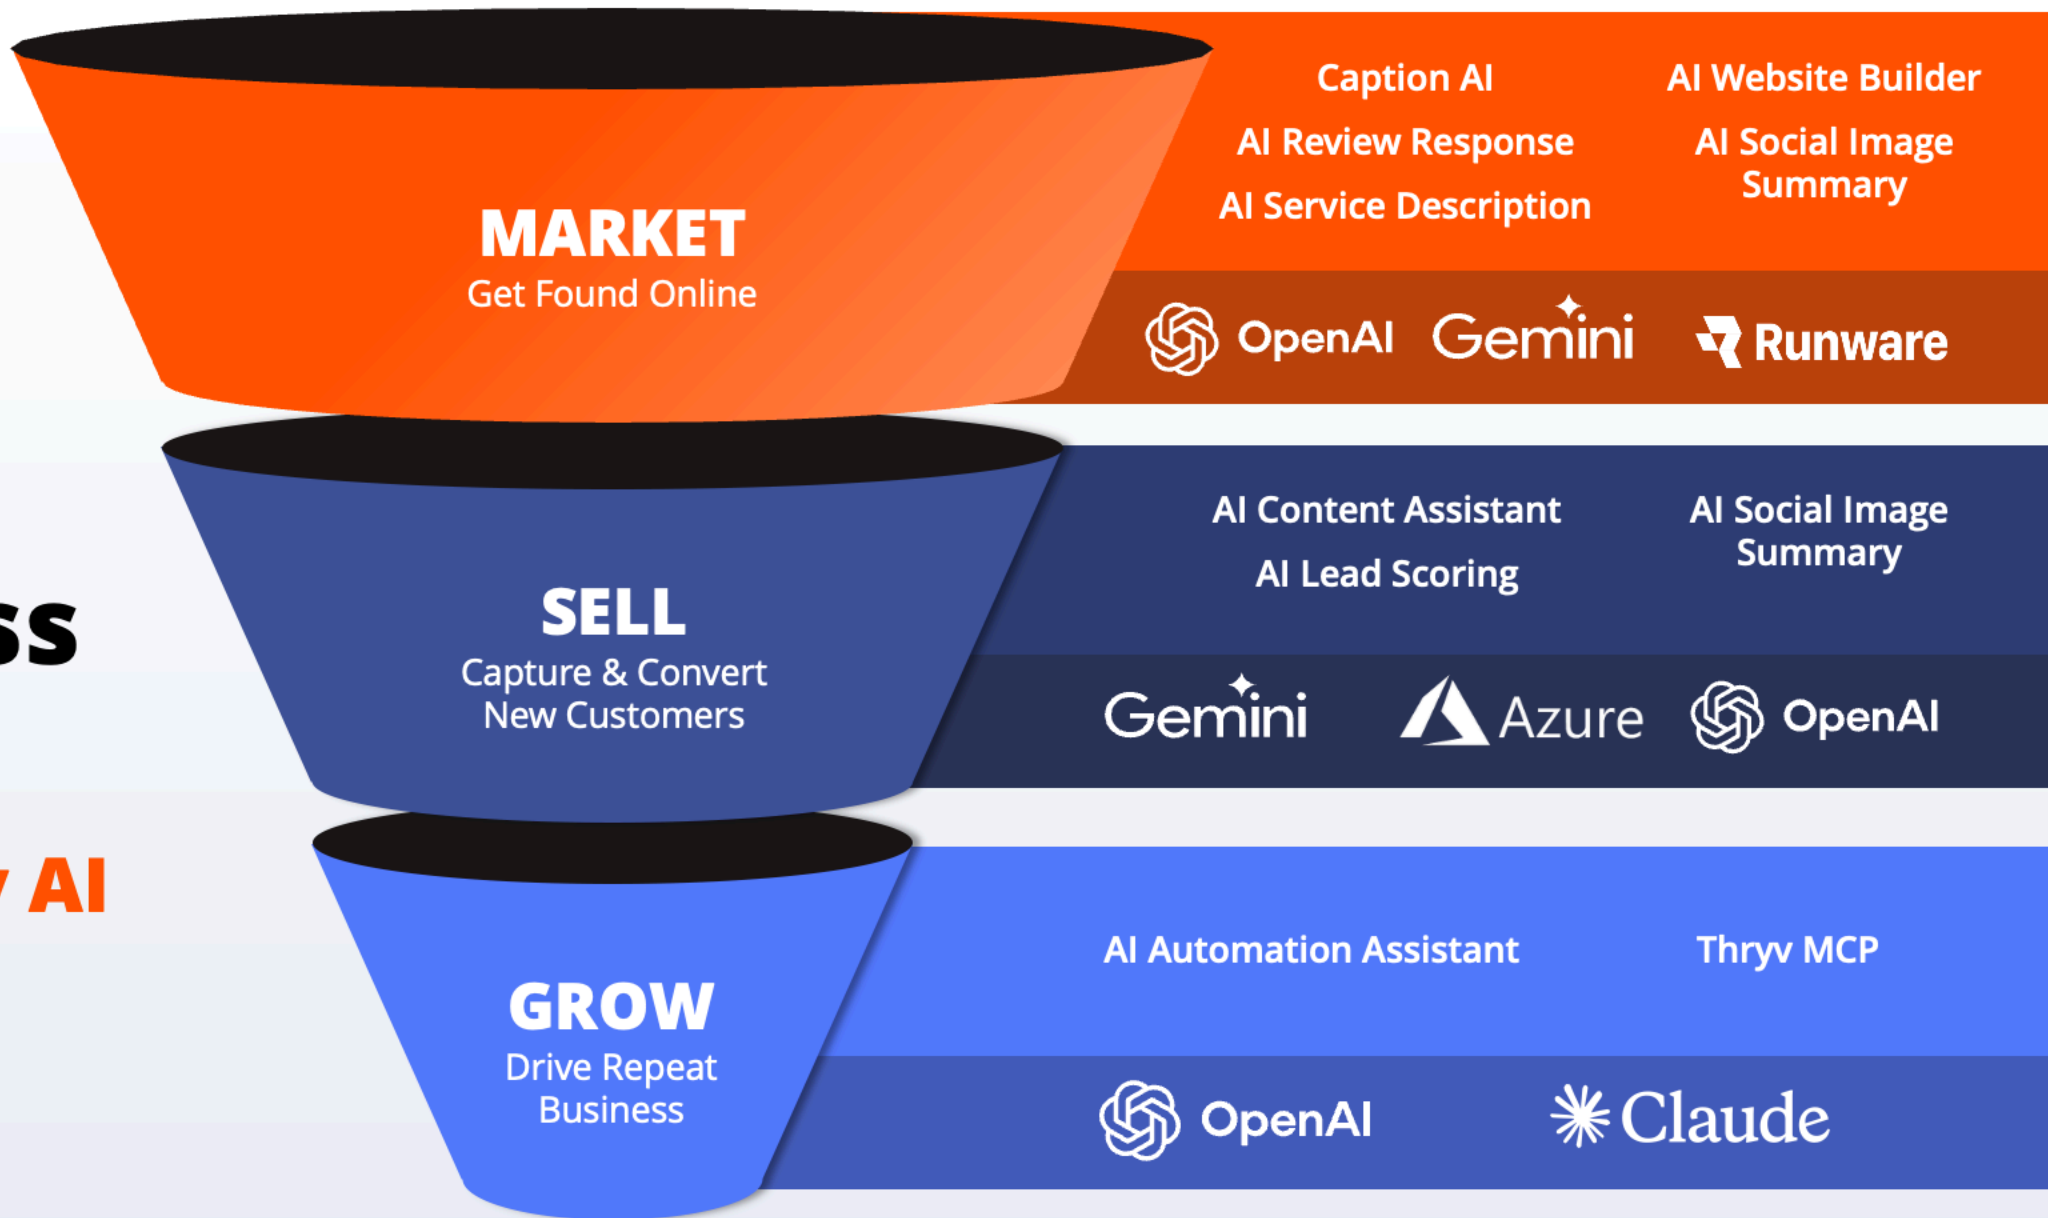 MARKET
Get Found Online
Caption AI
AI Review Response
AI Service Description
AI Website Builder
AI Social Image
Summary
OpenAI
Gemini
Runware
SELL
Capture & Convert
New Customers
AI Content Assistant
AI Lead Scoring
AI Social Image
Summary
Gemini
Azure
OpenAI
AI
GROW
Drive Repeat
Business
AI Automation Assistant
Thryv MCP
OpenAI
Claude